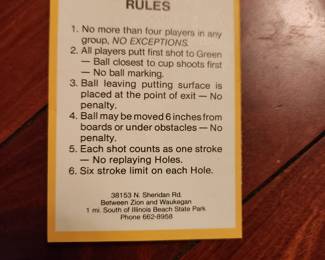 RULES
1. No more than four players in any
group, NO EXCEPTIONS.
2. All players putt first shot to Green
— Ball closest to cup shoots first
— No ball marking.
3. Ball leaving putting surface is
placed at the point of exit — No
penalty.
4. Ball may be moved 6 inches from
boards or under obstacles — No
penalty.
5. Each shot counts as one stroke
— No replaying Holes.
6. Six stroke limit on each Hole.
38153 N. Sheridan Rd.
Between Zion and Waukegan
1 mi. South of Illinois Beach State Park
Phone 662-8958